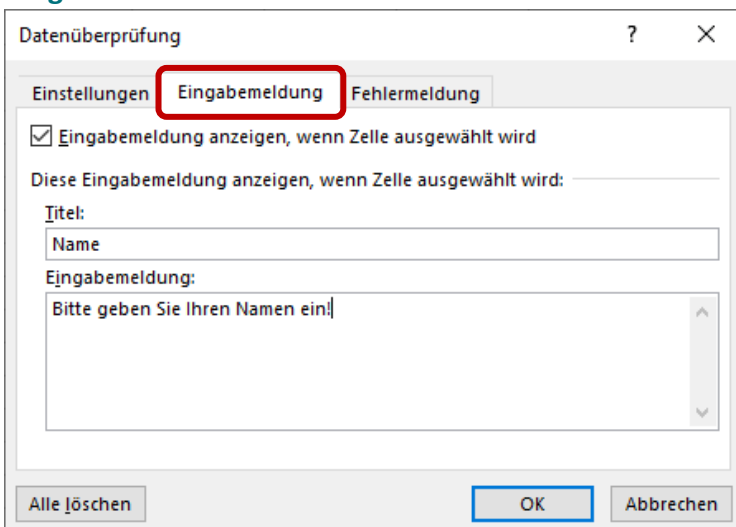 Datenüberprüfung ? ×
Einstellungen Eingabemeldung Fehlermeldung
Eingabemeldung anzeigen, wenn Zelle ausgewählt wird
Diese Eingabemeldung anzeigen, wenn Zelle ausgewählt wird:
Titel:
Name
Eingabemeldung:
Bitte geben Sie Ihren Namen ein!
Alle löschen OK Abbrechen